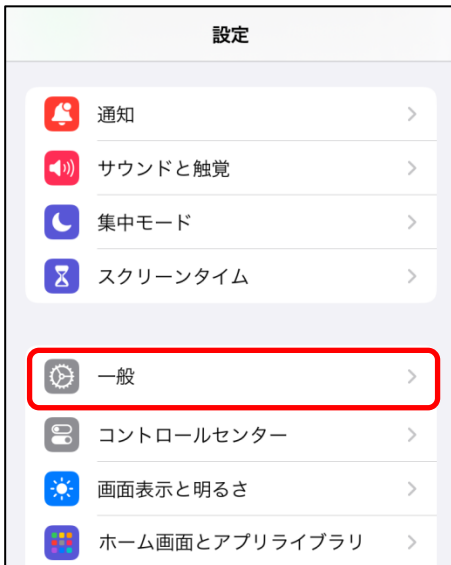 設定
通知
サウンドと触覚
集中モード
スクリーンタイム
一般
コントロールセンター
画面表示と明るさ
ホーム画面とアプリライブラリ